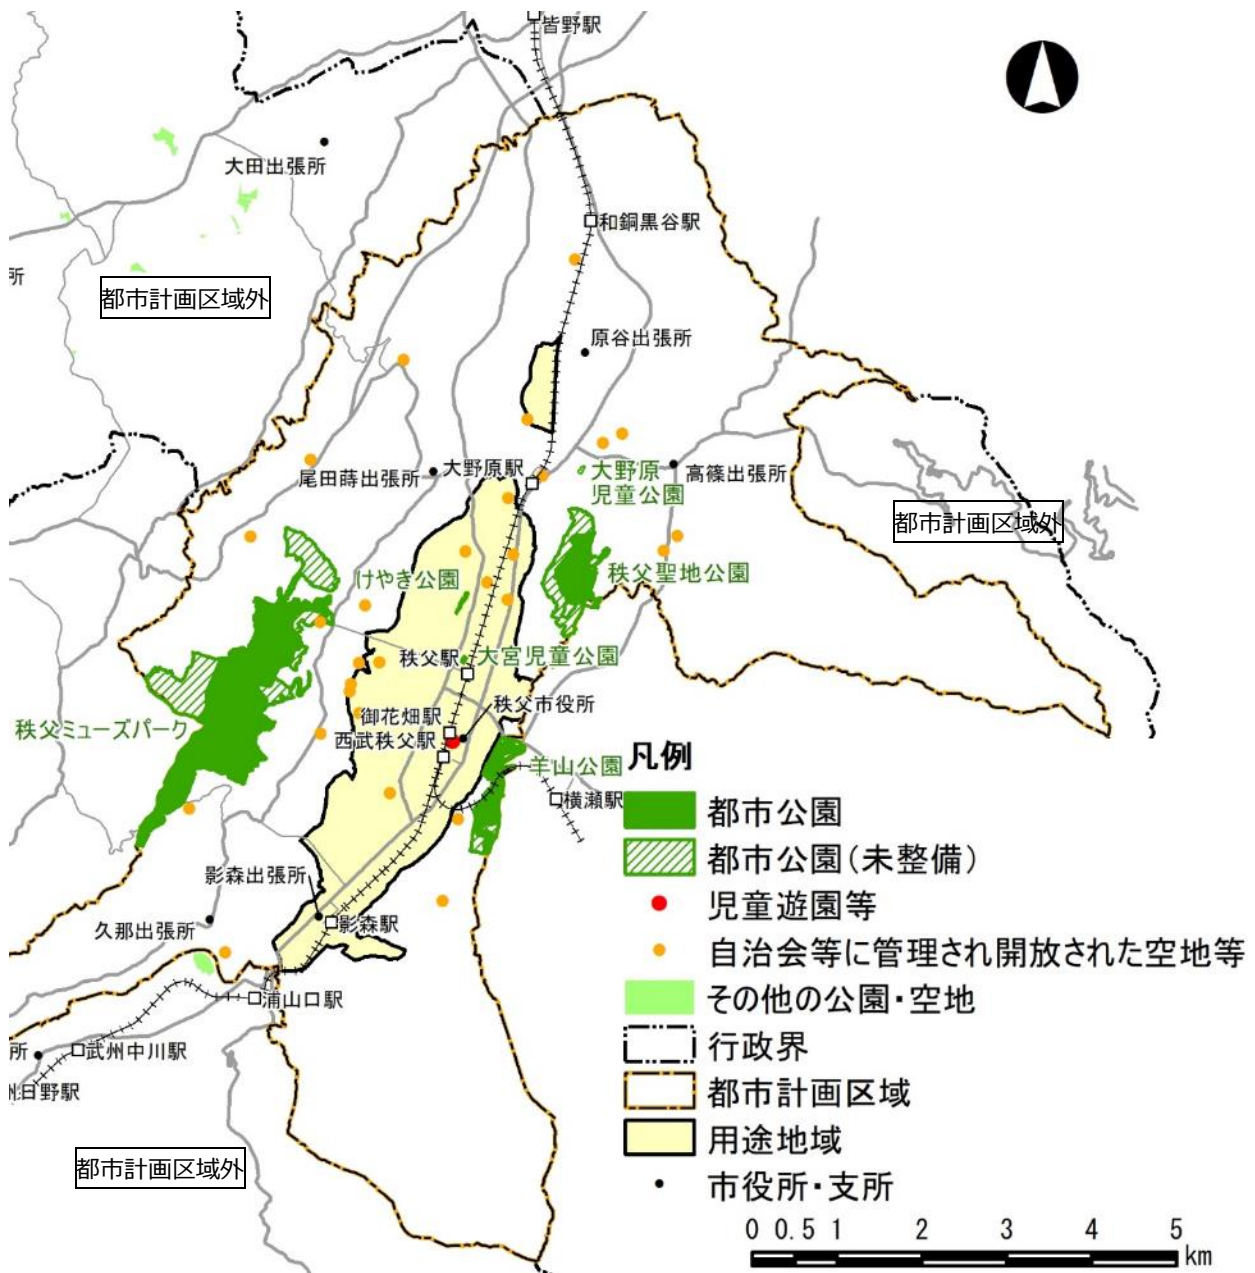 皆野駅
大田出張所
和銅黒谷駅
所
都市計画区域外
原谷出張所
大野原駅
大野原
児童公園
高篠出張所
尾田蒔出張所
都市計画区域外
けやき公園
秩父聖地公園
秩父駅
大宮児童公園
秩父市役所
御花畑駅
秩父ミューズパーク
西武秩父駅
羊山公園
凡例
横瀬駅
都市公園
都市公園(未整備)
影森出張所
児童遊園等
久那出張所
影森駅
自治会等に管理され開放された空地等
その他の公園・空地
浦山口駅
行政界
所
武州中川駅
州日野駅
都市計画区域
用途地域
都市計画区域外
市役所・支所
0 0.5 1 2 3 4 5
km